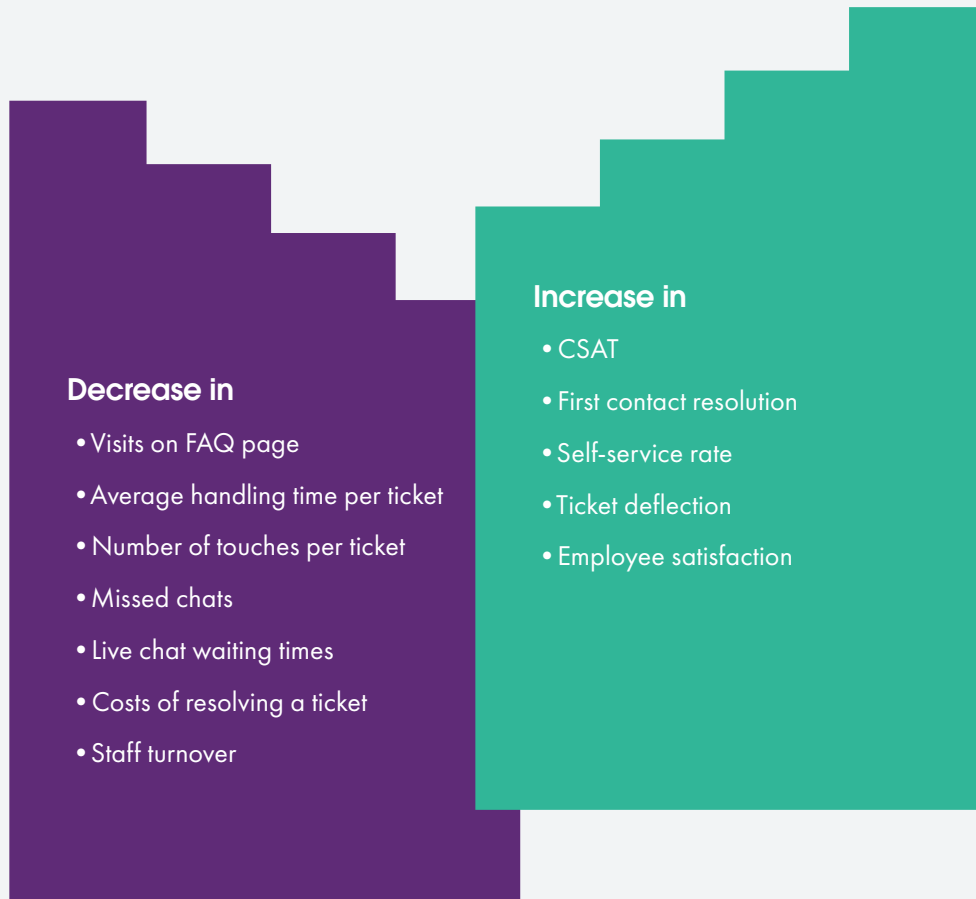 Decrease in
• Visits on FAQ page
• Average handling time per ticket
• Number of touches per ticket
• Missed chats
• Live chat waiting times
• Costs of resolving a ticket
• Staff turnover
Increase in
• CSAT
• First contact resolution
• Self-service rate
• Ticket deflection
• Employee satisfaction